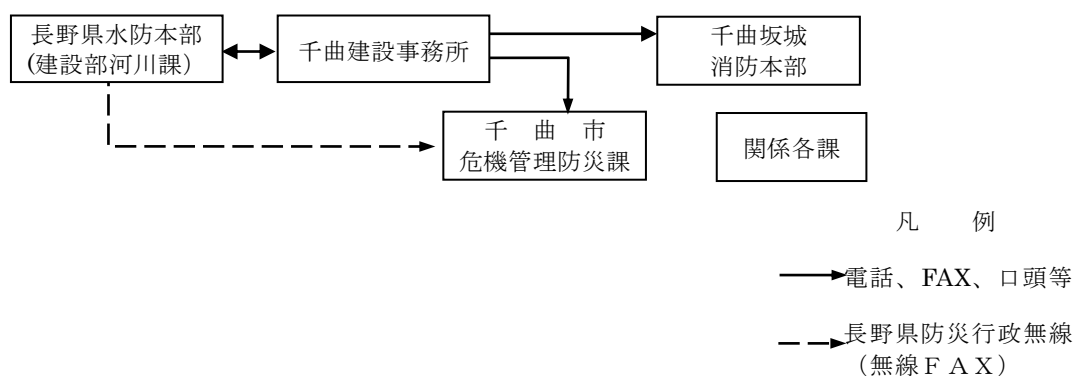 長野県水防本部
(建設部河川課)
千曲建設事務所
千曲坂城
消防本部
千 曲 市
危機管理防災課
関係各課
凡 例
電話、FAX、口頭等
長野県防災行政無線
(無線ＦＡＸ)